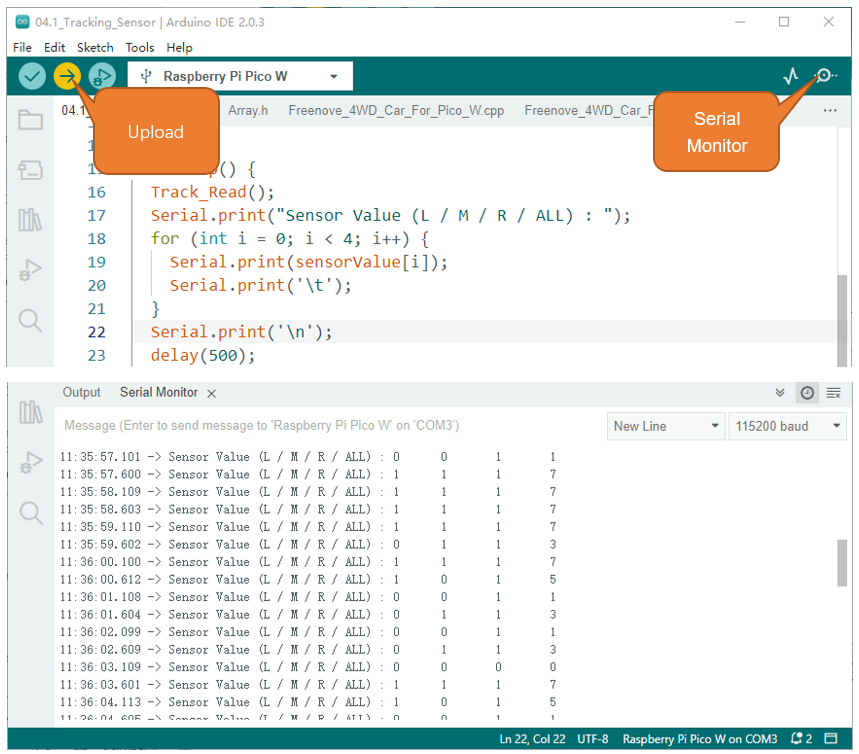 04.1_Tracking_Sensor | Arduino IDE 2.0.3
File Edit Sketch Tools Help
Raspberry Pi Pico W
04.1 Array.h Freenove_4WD_Car_For_Pico_W.cpp Freenove_4WD_Car_F
Upload
Serial
Monitor
p() {
16 Track_Read();
17 Serial.print("Sensor Value (L / M / R / ALL) : ");
18 for (int i = 0; i < 4; i++) {
19 Serial.print(sensorValue[i]);
20 Serial.print('\t');
21 }
22 Serial.print('\n');
23 delay(500);
Output Serial Monitor
Message (Enter to send message to 'Raspberry Pi Pico W' on 'COM3') New Line 115200 baud
11:35:57.101 -> Sensor Value (L / M / R / ALL) : 0 0 1 1
11:35:57.600 -> Sensor Value (L / M / R / ALL) : 1 1 1 7
11:35:58.109 -> Sensor Value (L / M / R / ALL) : 1 1 1 7
11:35:58.603 -> Sensor Value (L / M / R / ALL) : 1 1 1 7
11:35:59.110 -> Sensor Value (L / M / R / ALL) : 1 1 1 7
11:35:59.602 -> Sensor Value (L / M / R / ALL) : 0 1 1 3
11:36:00.100 -> Sensor Value (L / M / R / ALL) : 1 1 1 7
11:36:00.612 -> Sensor Value (L / M / R / ALL) : 1 0 1 5
11:36:01.108 -> Sensor Value (L / M / R / ALL) : 0 0 1 1
11:36:01.604 -> Sensor Value (L / M / R / ALL) : 0 1 1 3
11:36:02.099 -> Sensor Value (L / M / R / ALL) : 0 0 1 1
11:36:02.609 -> Sensor Value (L / M / R / ALL) : 0 1 1 3
11:36:03.109 -> Sensor Value (L / M / R / ALL) : 0 0 0 0
11:36:03.601 -> Sensor Value (L / M / R / ALL) : 1 1 1 7
11:36:04.113 -> Sensor Value (L / M / R / ALL) : 1 0 1 5
11:36:04.605 -> Sensor Value (L / M / R / ALL) : 0 0 1 1
Ln 22, Col 22 UTF-8 Raspberry Pi Pico W on COM3 2